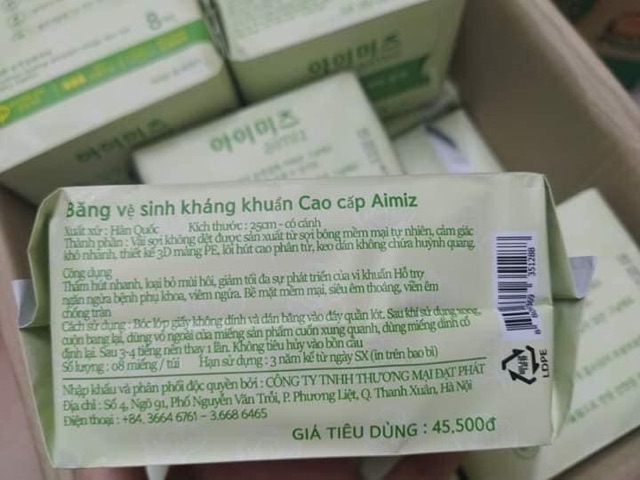 8
아이미즈
아이미즈
Băng vệ sinh kháng khuẩn Cao cấp Aimiz
Xuất xứ : Hàn Quốc Kích thước : 25cm - có cánh
Thành phần : Vải sợi không dệt được sản xuất từ sợi bông mềm mại tự nhiên, cảm giác
khô nhánh, thiết kế 3D màng PE, lõi hút cao phân tử, keo dán không chứa huỳnh quang.
Công dụng
Thấm hút nhanh, loại bỏ mùi hôi, giảm tối đa sự phát triển của vi khuẩn Hỗ trợ
ngăn ngừa bệnh phụ khoa, viêm ngứa. Bề mặt mềm mại, siêu êm thoáng, viền êm
chống tràn
Cách sử dụng : Bóc lớp giấy không dính và dán băng vào đáy quần lót. Sau khi sử dụng xong,
cuộn băng lại, dùng vỏ ngoài của miếng sản phẩm cuốn xung quanh, dùng miếng dính cố
định lại. Sau 3-4 tiếng nên thay 1 lần. Không tiêu hủy vào bồn cầu
Số lượng : 08 miếng / túi Hạn sử dụng : 3 năm kể từ ngày SX (in trên bao bì)
Nhập khẩu và phân phối độc quyền bởi : CÔNG TY TNHH THƯƠNG MẠI ĐẠT PHÁT
Địa chỉ : Số 4, Ngõ 91, Phố Nguyễn Văn Trỗi, P. Phương Liệt, Q. Thanh Xuân, Hà Nội
Điện thoại : +84. 3664 6761 – 3.668 6465
GIÁ TIÊU DÙNG : 45.500đ
LDPE